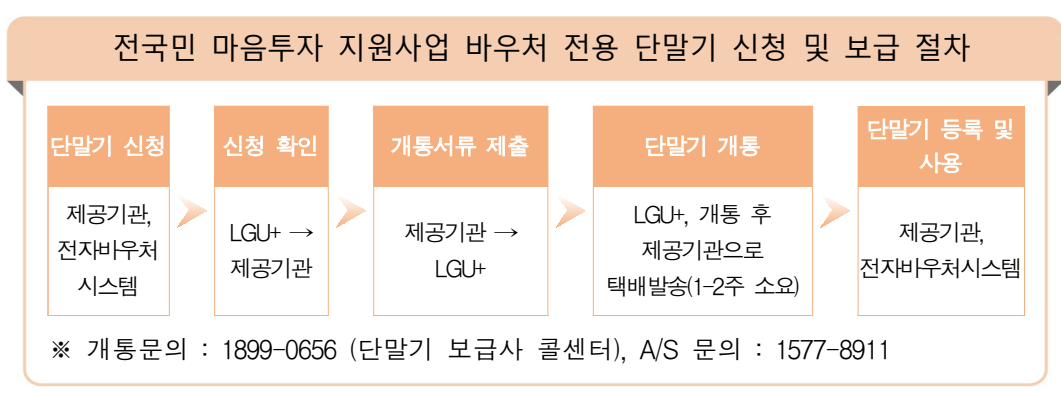 전국민 마음투자 지원사업 바우처 전용 단말기 신청 및 보급 절차
단말기 신청
제공기관,
전자바우처
시스템
신청 확인
LGU+ →
제공기관
개통서류 제출
제공기관 →
LGU+
단말기 개통
LGU+, 개통 후
제공기관으로
택배발송(1-2주 소요)
단말기 등록 및
사용
제공기관,
전자바우처시스템
※ 개통문의 : 1899-0656 (단말기 보급사 콜센터), A/S 문의 : 1577-8911